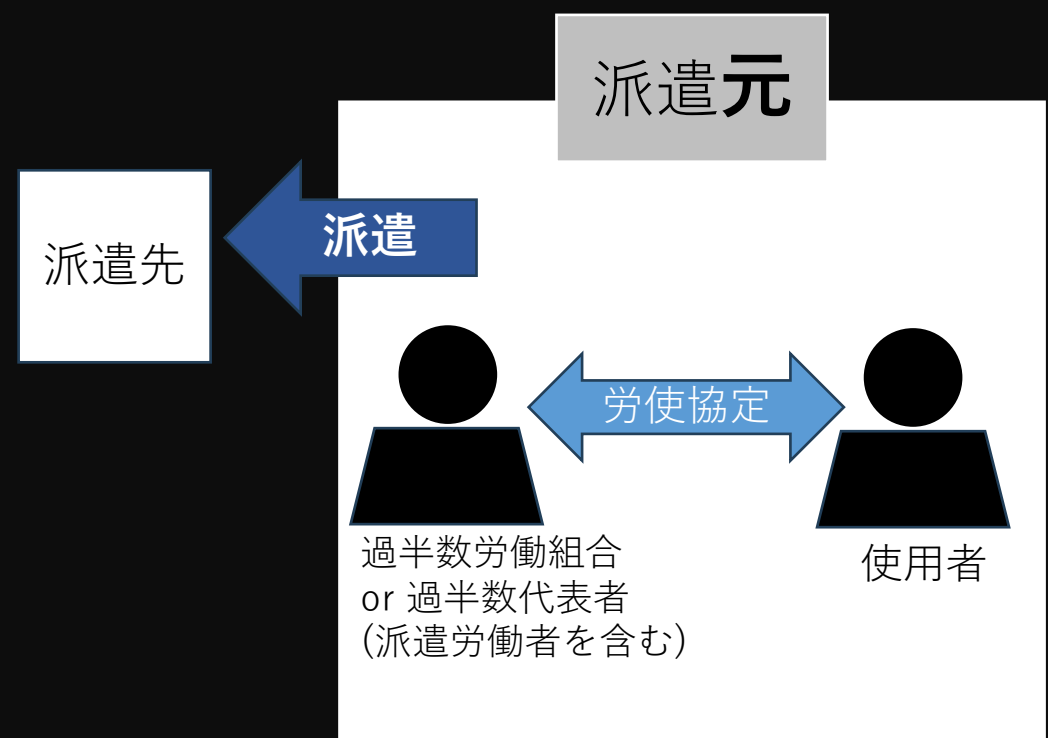 派遣元
派遣先
派遣
労使協定
過半数労働組合
or 過半数代表者
(派遣労働者を含む)
使用者